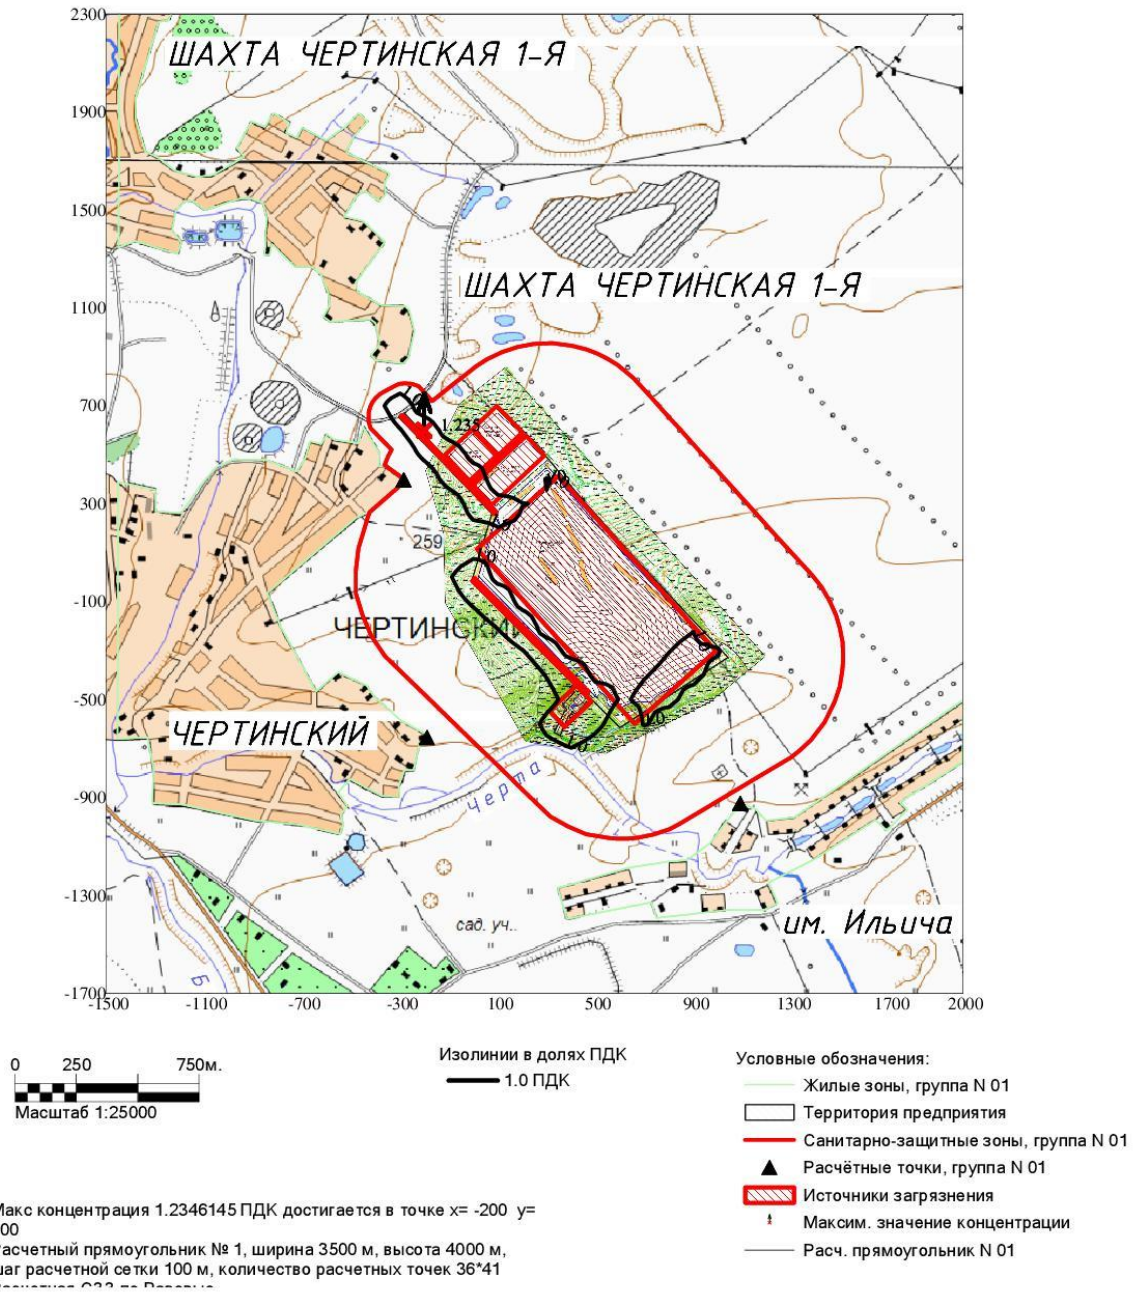 2300
ШАХТА ЧЕРТИНСКАЯ 1-Я
1900
1500
ШАХТА ЧЕРТИНСКАЯ 1-Я
1100
700
1.235
300
259
-100
ЧЕРТИНСКИЙ
-500
ЧЕРТИНСКИЙ
-900
Черта
-1300
сад. уч..
им. Ильича
Б
-1700
-1500 -1100 -700 -300 100 500 900 1300 1700 2000
0 250 750м.
Масштаб 1:25000
Изолинии в долях ПДК
1.0 ПДК
Условные обозначения:
Жилые зоны, группа N 01
Территория предприятия
Санитарно-защитные зоны, группа N 01
Расчётные точки, группа N 01
Источники загрязнения
Максим. значение концентрации
Расч. прямоугольник N 01
Макс концентрация 1.2346145 ПДК достигается в точке x= -200 y=
00
Расчетный прямоугольник № 1, ширина 3500 м, высота 4000 м,
шаг расчетной сетки 100 м, количество расчетных точек 36*41